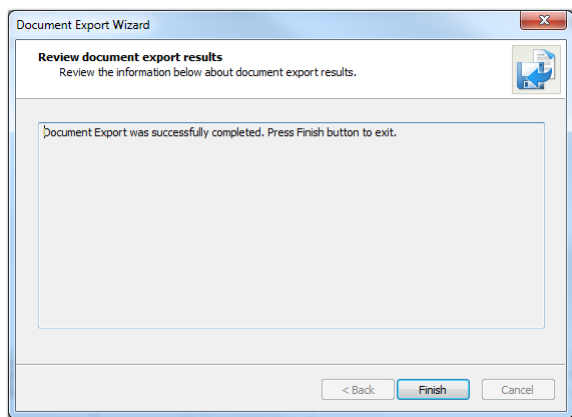 Document Export Wizard
Review document export results
Review the information below about document export results.
Document Export was successfully completed. Press Finish button to exit.
< Back
Finish
Cancel